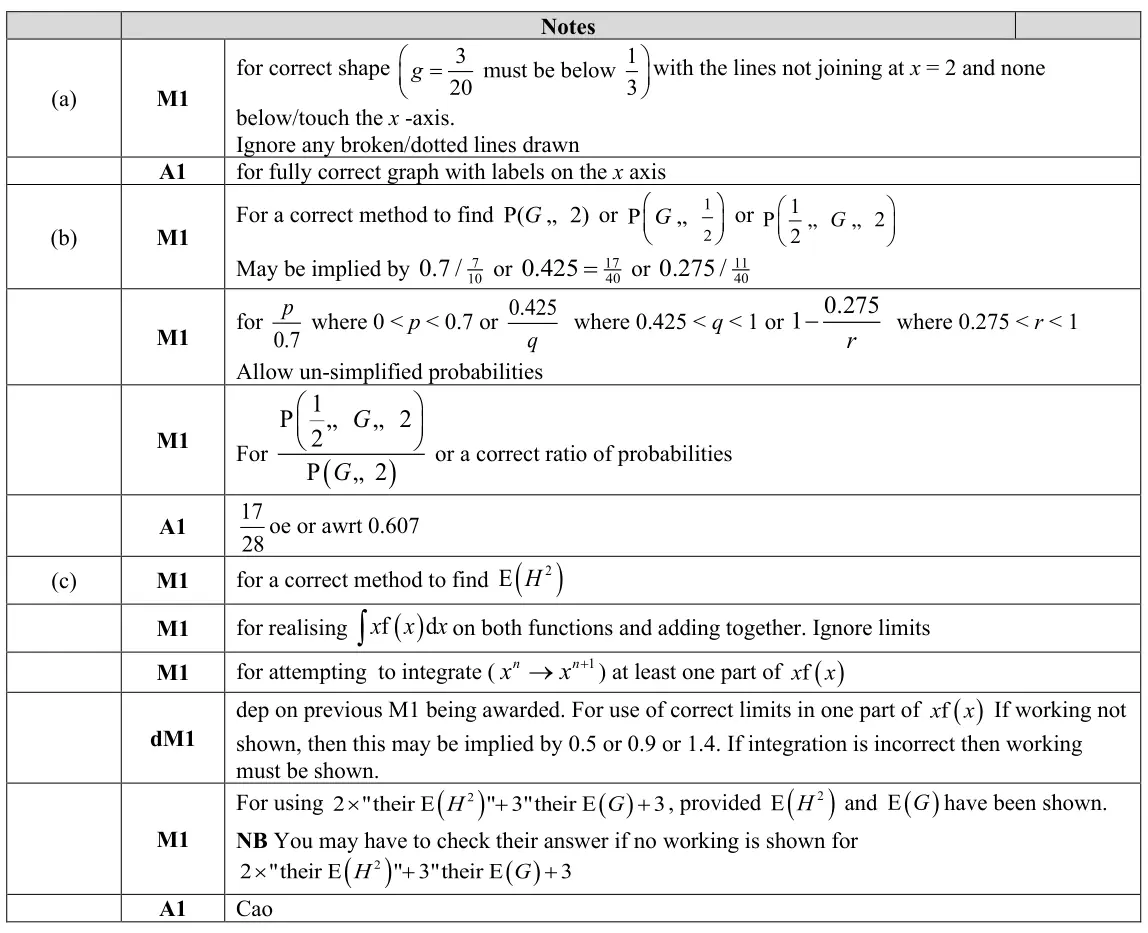 Notes
(a) M1 for correct shape (g = 3/20 must be below 1/3) with the lines not joining at x = 2 and none
below/touch the x -axis.
Ignore any broken/dotted lines drawn
A1 for fully correct graph with labels on the x axis
(b) M1 For a correct method to find P(G ,, 2) or P(G ,, 1/2) or P(1/2 ,, G ,, 2)
May be implied by 0.7 / 7/10 or 0.425 = 17/40 or 0.275 / 11/40
M1 for p/0.7 where 0 < p < 0.7 or 0.425/q where 0.425 < q < 1 or 1 − 0.275/r where 0.275 < r < 1
Allow un-simplified probabilities
M1 For P(1/2 ,, G ,, 2)/P(G ,, 2) or a correct ratio of probabilities
A1 17/28 oe or awrt 0.607
(c) M1 for a correct method to find E(H²)
M1 for realising ∫xf(x)dx on both functions and adding together. Ignore limits
M1 for attempting to integrate ( xⁿ → xⁿ⁺¹ ) at least one part of xf(x)
dM1 dep on previous M1 being awarded. For use of correct limits in one part of xf(x) If working not
shown, then this may be implied by 0.5 or 0.9 or 1.4. If integration is incorrect then working
must be shown.
M1 For using 2×"their E(H²)"+3"their E(G)+3, provided E(H²) and E(G) have been shown.
NB You may have to check their answer if no working is shown for
2×"their E(H²)"+3"their E(G)+3
A1 Cao